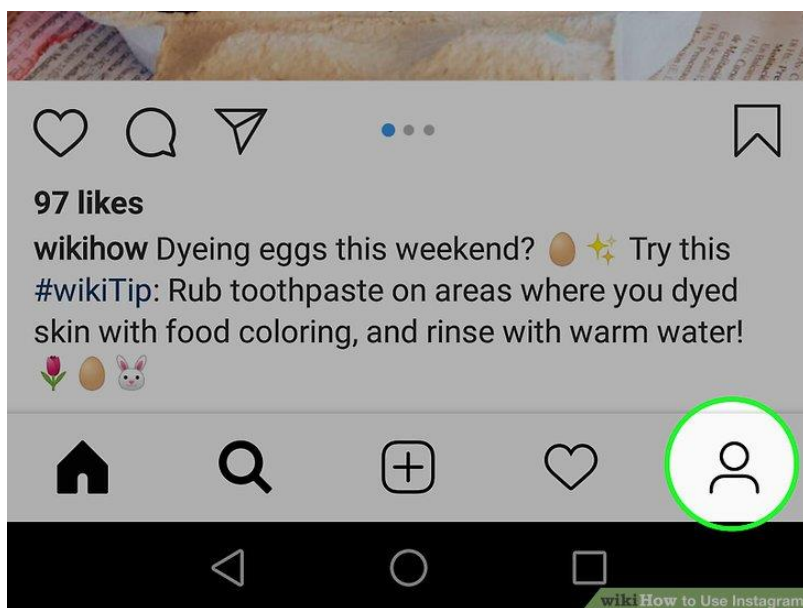 97 likes
wikihow Dyeing eggs this weekend? 🥚✨ Try this
#wikiTip: Rub toothpaste on areas where you dyed
skin with food coloring, and rinse with warm water!
🌷🥚🐰
wikiHow to Use Instagram